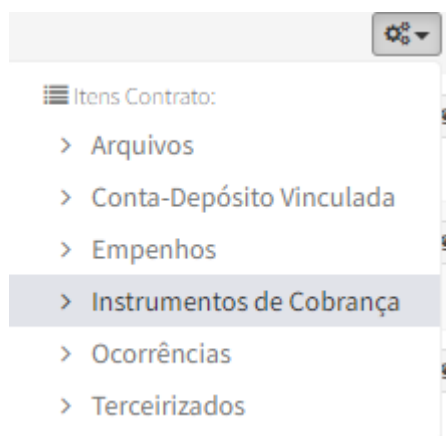 Itens Contrato:
> Arquivos
> Conta-Depósito Vinculada
> Empenhos
> Instrumentos de Cobrança
> Ocorrências
> Terceirizados